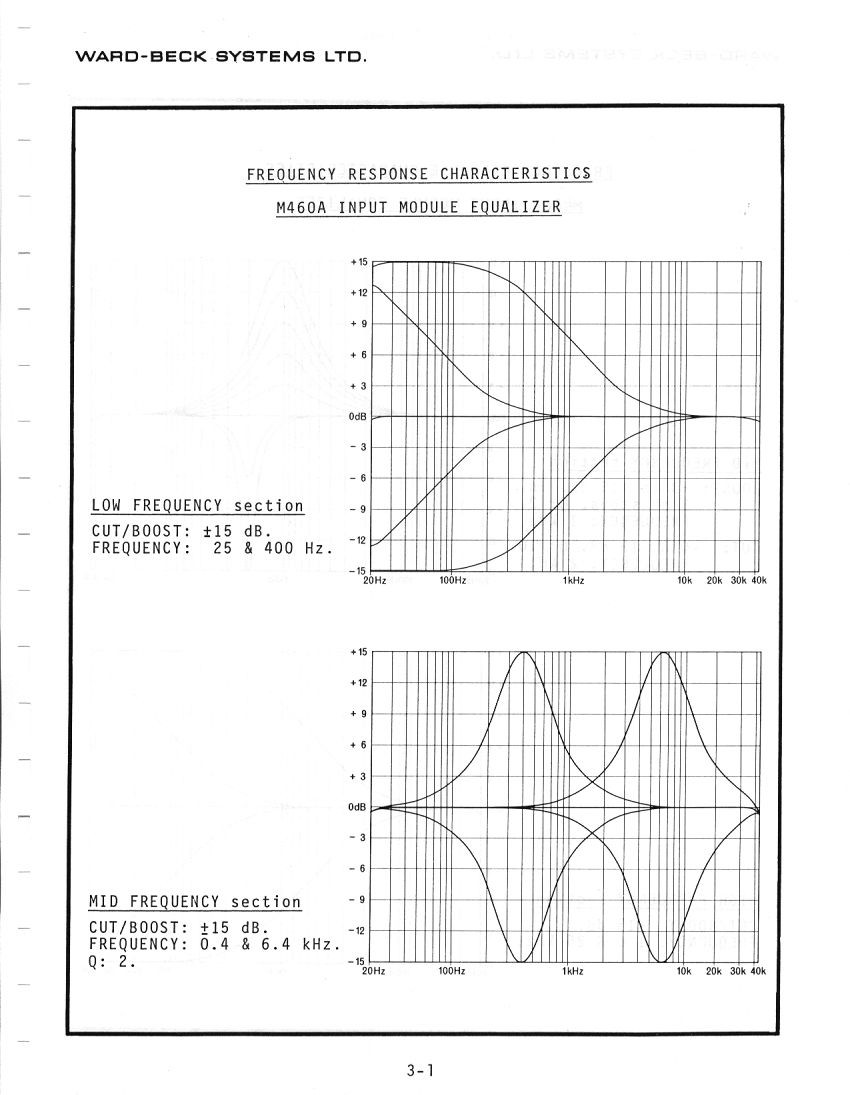 WARD-BECK SYSTEMS LTD.
FREQUENCY RESPONSE CHARACTERISTICS
M460A INPUT MODULE EQUALIZER
+15
+12
+ 9
+ 6
+ 3
0dB
- 3
- 6
- 9
-12
-15
20Hz 100Hz 1kHz 10k 20k 30k 40k
LOW FREQUENCY section
CUT/BOOST: ±15 dB.
FREQUENCY: 25 & 400 Hz.
+15
+12
+ 9
+ 6
+ 3
0dB
- 3
- 6
- 9
-12
-15
20Hz 100Hz 1kHz 10k 20k 30k 40k
MID FREQUENCY section
CUT/BOOST: ±15 dB.
FREQUENCY: 0.4 & 6.4 kHz.
Q: 2.
3-1